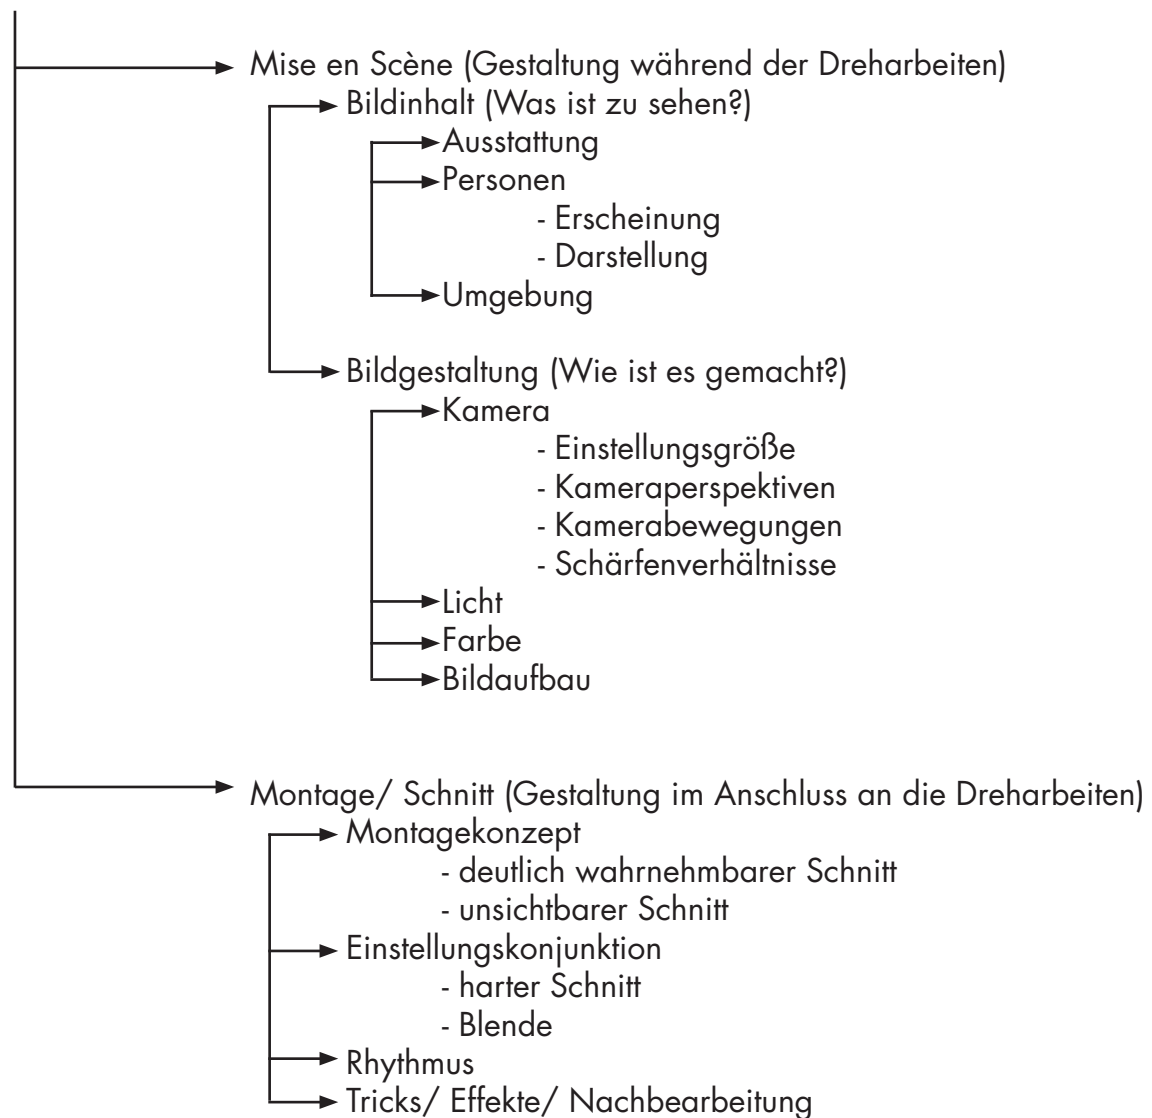 Mise en Scène (Gestaltung während der Dreharbeiten)
Bildinhalt (Was ist zu sehen?)
Ausstattung
Personen
- Erscheinung
- Darstellung
Umgebung
Bildgestaltung (Wie ist es gemacht?)
Kamera
- Einstellungsgröße
- Kameraperspektiven
- Kamerabewegungen
- Schärfenverhältnisse
Licht
Farbe
Bildaufbau
Montage/ Schnitt (Gestaltung im Anschluss an die Dreharbeiten)
Montagekonzept
- deutlich wahrnehmbarer Schnitt
- unsichtbarer Schnitt
Einstellungskonjunktion
- harter Schnitt
- Blende
Rhythmus
Tricks/ Effekte/ Nachbearbeitung